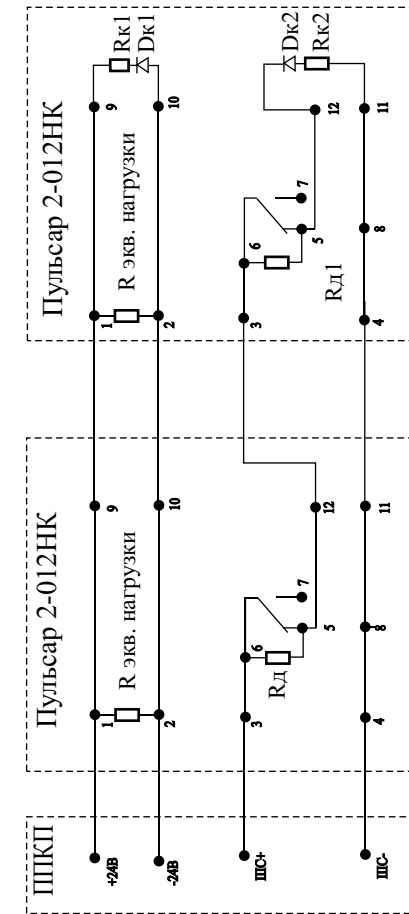 ППКП
+24В
-24В
ШС+
ШС-
Пульсар 2-012НК
1
2
R экв. нагрузки
9
10
3
6
Rд
7
5
12
4
8
11
Пульсар 2-012НК
1
2
R экв. нагрузки
9
10
Rк1
Dк1
3
6
7
5
Rд1
12
Dк2
Rк2
4
8
11